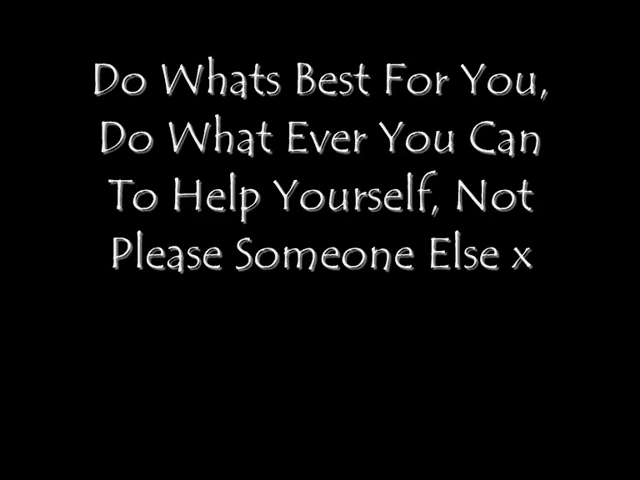 Do Whats Best For You,
Do What Ever You Can
To Help Yourself, Not
Please Someone Else x